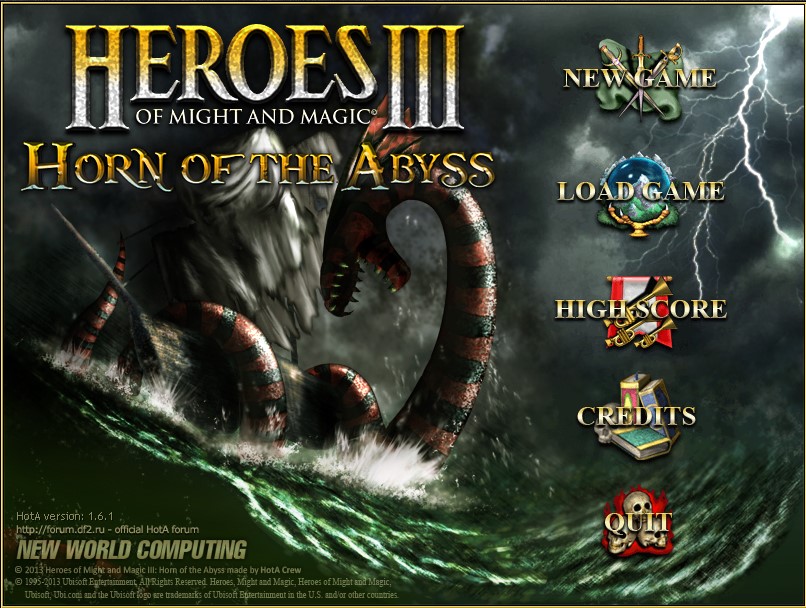 HEROES III
OF MIGHT AND MAGIC©
HORN OF THE ABYSS
NEW GAME
LOAD GAME
HIGH SCORE
CREDITS
QUIT
HotA version: 1.6.1
http://forum.df2.ru - official HotA forum
NEW WORLD COMPUTING
© 2013 Heroes of Might and Magic III: Horn of the Abyss made by HotA Crew
© 1995-2013 Ubisoft Entertainment, All Rights Reserved. Heroes, Might and Magic, Heroes of Might and Magic,
Ubisoft, Ubi.com and the Ubisoft logo are trademarks of Ubisoft Entertainment in the U.S. and/or other countries.